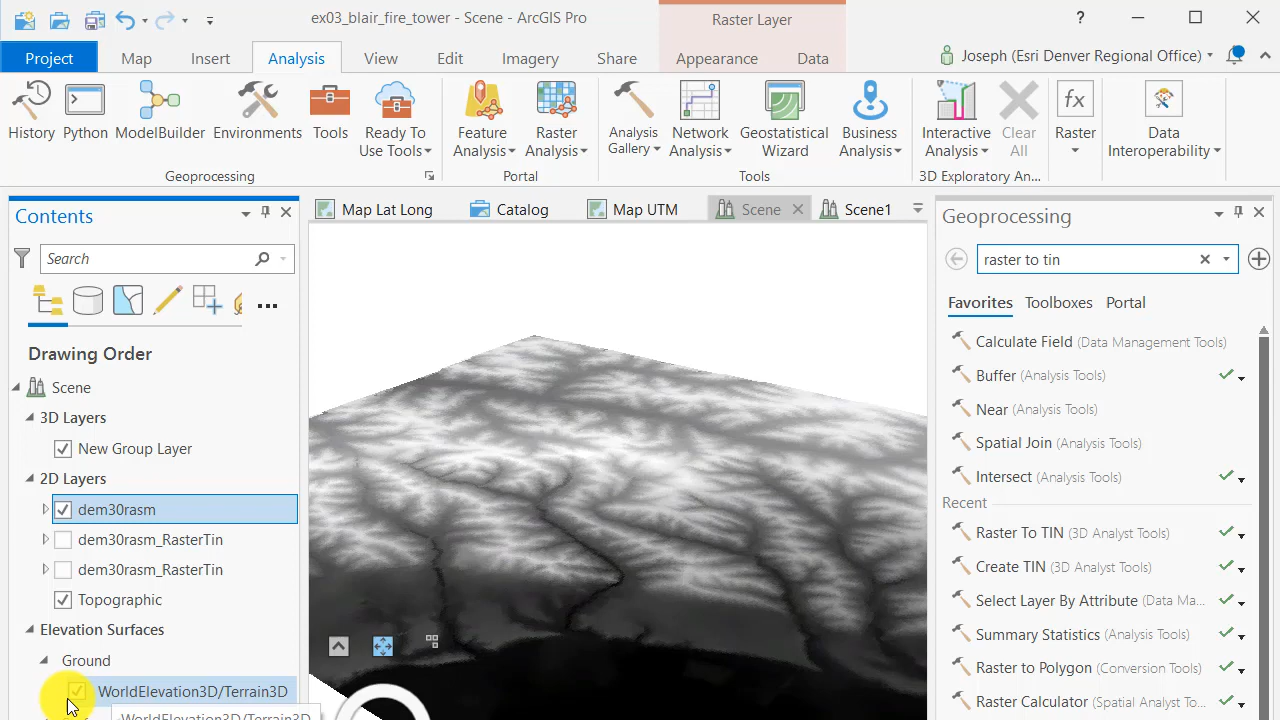 ex03_blair_fire_tower - Scene - ArcGIS Pro
Raster Layer
?
Project
Map
Insert
Analysis
View
Edit
Imagery
Share
Appearance
Data
Joseph (Esri Denver Regional Office)
History
Python
ModelBuilder
Environments
Tools
Ready To
Use Tools
Feature
Analysis
Raster
Analysis
Analysis
Gallery
Network
Analysis
Geostatistical
Wizard
Business
Analysis
Interactive
Analysis
Clear
All
fx
Raster
Data
Interoperability
Geoprocessing
Portal
Tools
3D Exploratory An...
Contents
Search
Drawing Order
Scene
3D Layers
New Group Layer
2D Layers
dem30rasm
dem30rasm_RasterTin
dem30rasm_RasterTin
Topographic
Elevation Surfaces
Ground
WorldElevation3D/Terrain3D
WorldElevation3D/Terrain3D
Map Lat Long
Catalog
Map UTM
Scene
Scene1
Geoprocessing
raster to tin
Favorites
Toolboxes
Portal
Calculate Field (Data Management Tools)
Buffer (Analysis Tools)
Near (Analysis Tools)
Spatial Join (Analysis Tools)
Intersect (Analysis Tools)
Recent
Raster To TIN (3D Analyst Tools)
Create TIN (3D Analyst Tools)
Select Layer By Attribute (Data Ma...
Summary Statistics (Analysis Tools)
Raster to Polygon (Conversion Tools)
Raster Calculator (Spatial Analyst To...